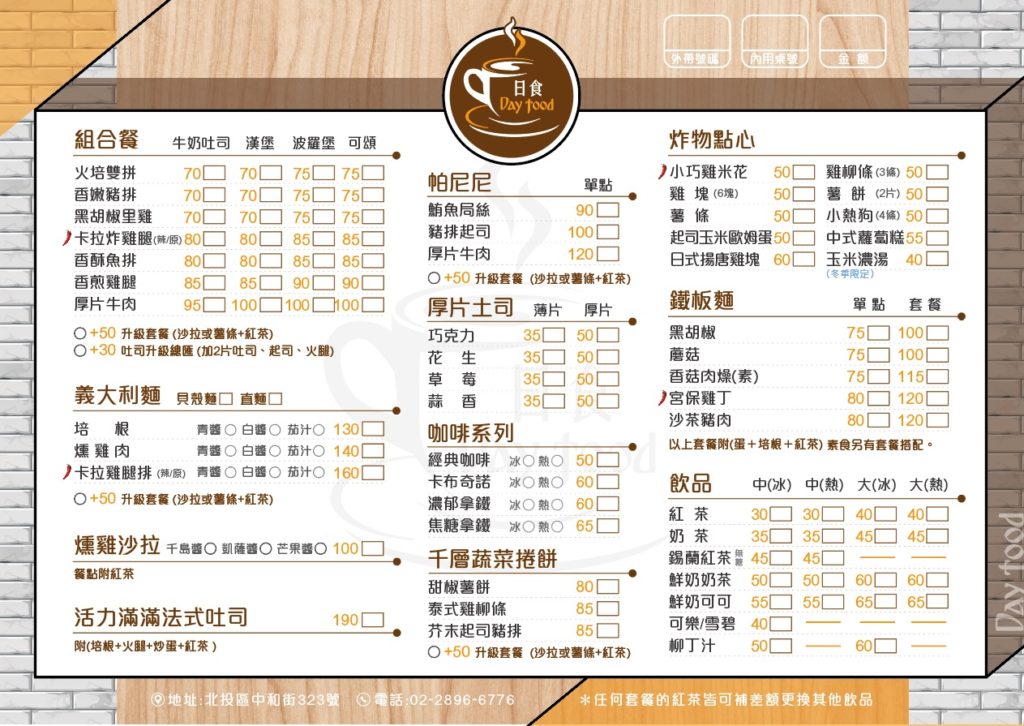 外帶號碼 內用桌號 金額
日食
Day food
組合餐 牛奶吐司 漢堡 波羅堡 可頌
火培雙拼 70 70 75 75
香嫩豬排 70 70 75 75
黑胡椒里雞 70 70 75 75
卡拉炸雞腿(辣/原) 80 80 85 85
香酥魚排 80 80 85 85
香煎雞腿 85 85 90 90
厚片牛肉 95 100 100 100
+50 升級套餐 (沙拉或薯條+紅茶)
+30 吐司升級總匯 (加2片吐司、起司、火腿)
義大利麵 貝殼麵 直麵
培根 青醬 白醬 茄汁 130
燻雞肉 青醬 白醬 茄汁 140
卡拉雞腿排 (辣/原) 青醬 白醬 茄汁 160
+50 升級套餐 (沙拉或薯條+紅茶)
燻雞沙拉 千島醬 凱薩醬 芒果醬 100
餐點附紅茶
活力滿滿法式吐司 190
附(培根+火腿+炒蛋+紅茶)
帕尼尼 單點
鮪魚局絲 90
豬排起司 100
厚片牛肉 120
+50 升級套餐 (沙拉或薯條+紅茶)
厚片土司 薄片 厚片
巧克力 35 50
花生 35 50
草莓 35 50
蒜香 35 50
咖啡系列
經典咖啡 冰 熱 50
卡布奇諾 冰 熱 60
濃郁拿鐵 冰 熱 60
焦糖拿鐵 冰 熱 65
千層蔬菜捲餅
甜椒薯餅 80
泰式雞柳條 85
芥末起司豬排 85
+50 升級套餐 (沙拉或薯條+紅茶)
炸物點心
小巧雞米花 50 雞柳條(3條) 50
雞塊(6塊) 50 薯餅(2片) 50
薯條 50 小熱狗(4條) 50
起司玉米歐姆蛋 50 中式蘿蔔糕 55
日式揚唐雞塊 60 玉米濃湯 40
(冬季限定)
鐵板麵 單點 套餐
黑胡椒 75 100
蘑菇 75 100
香菇肉燥(素) 75 115
宮保雞丁 80 120
沙茶豬肉 80 120
以上套餐附(蛋+培根+紅茶) 素食另有套餐搭配。
飲品 中(冰) 中(熱) 大(冰) 大(熱)
紅茶 30 30 40 40
奶茶 35 35 45 45
錫蘭紅茶 無糖 45 45
鮮奶奶茶 50 50 60 60
鮮奶可可 55 55 65 65
可樂/雪碧 40
柳丁汁 50 60
日食
Day food
Day food
地址:北投區中和街323號 電話:02-2896-6776 *任何套餐的紅茶皆可補差額更換其他飲品